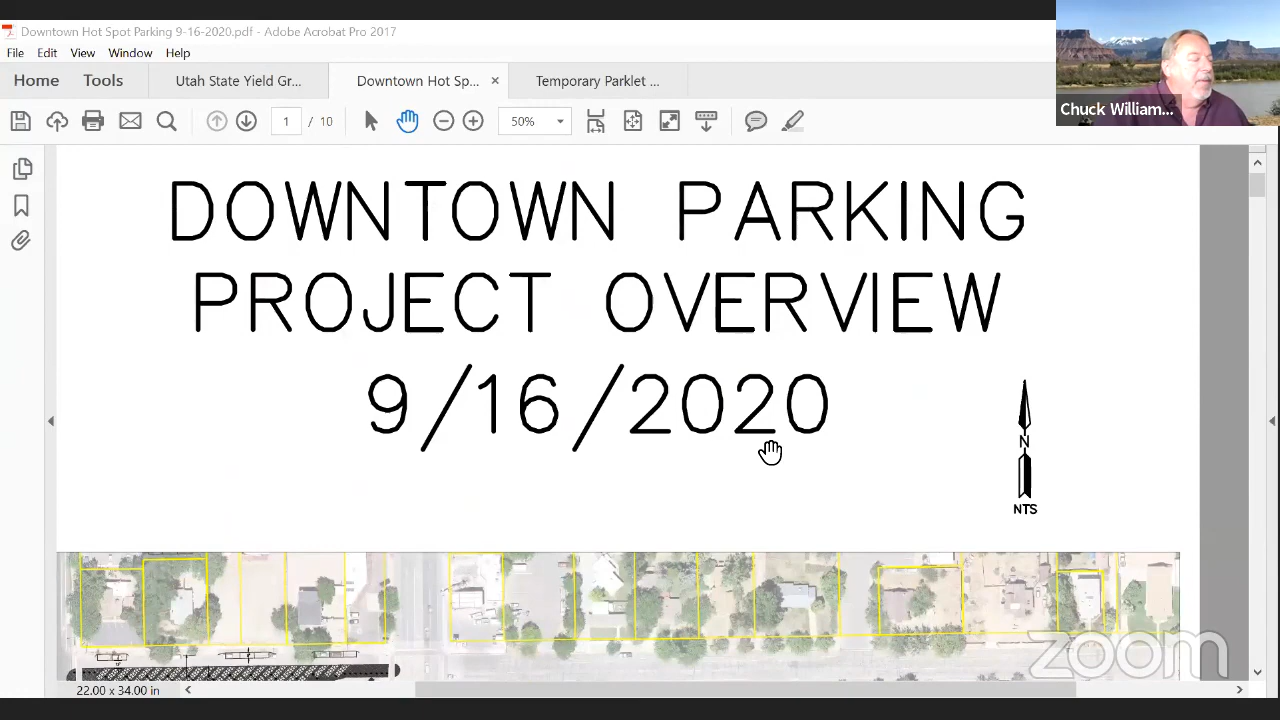 Downtown Hot Spot Parking 9-16-2020.pdf - Adobe Acrobat Pro 2017
File Edit View Window Help
Home Tools Utah State Yield Gr... Downtown Hot Sp... × Temporary Parklet ...
1 / 10 50%
Chuck William...
DOWNTOWN PARKING
PROJECT OVERVIEW
9/16/2020
N
NTS
zoom
22.00 x 34.00 in